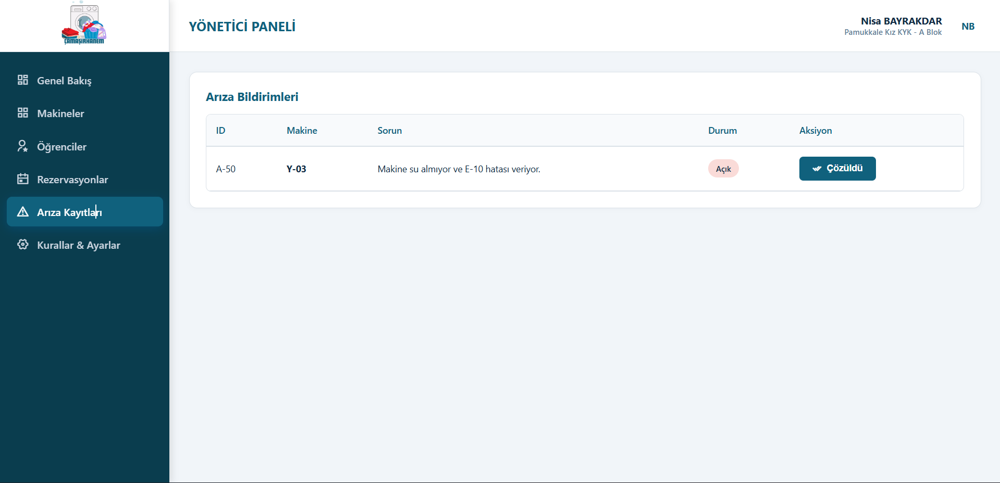 ÇAMAŞIRHANEM
YÖNETİCİ PANELİ
Nisa BAYRAKDAR
Pamukkale Kız KYK - A Blok
NB
Genel Bakış
Makineler
Öğrenciler
Rezervasyonlar
Arıza Kayıtları
Kurallar & Ayarlar
Arıza Bildirimleri
ID Makine Sorun Durum Aksiyon
A-50 Y-03 Makine su almıyor ve E-10 hatası veriyor. Açık Çözüldü